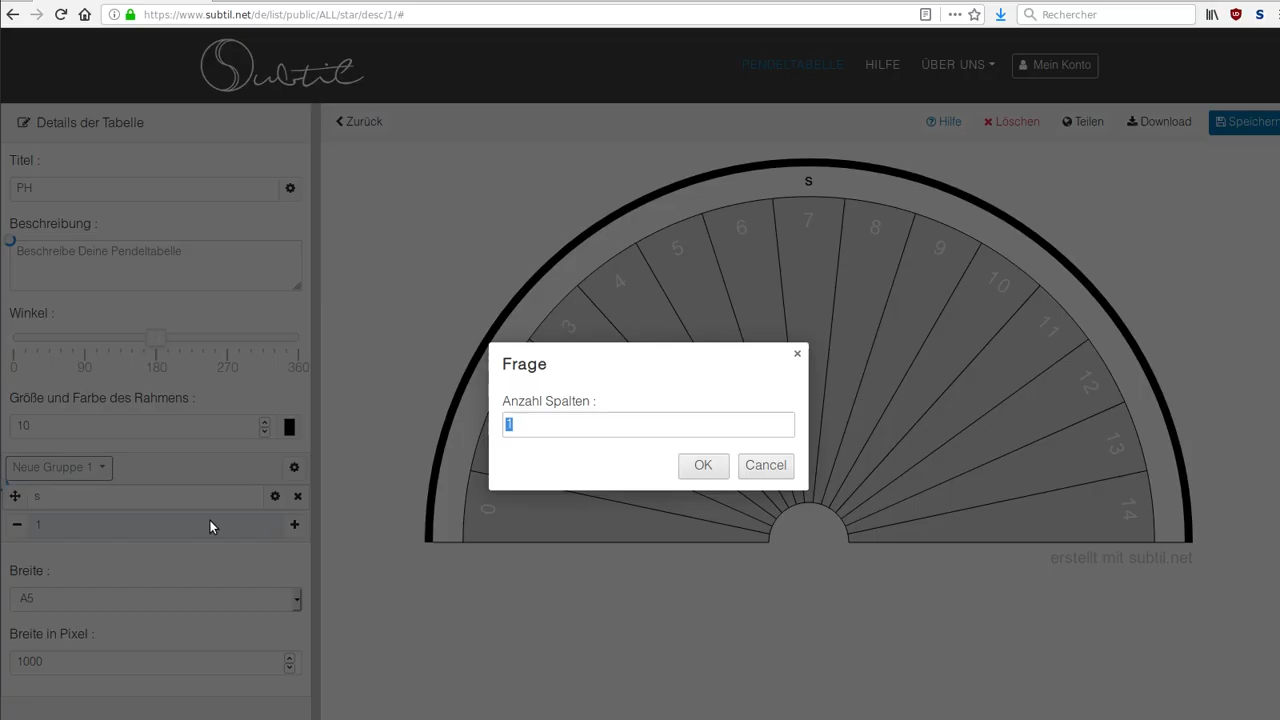 https://www.subtil.net/de/list/public/ALL/star/desc/1/#
Rechercher
Subtil
PENDELTABELLE
HILFE
ÜBER UNS
Mein Konto
Details der Tabelle
Zurück
Hilfe
Löschen
Teilen
Download
Speichern
Titel :
PH
Beschreibung :
Beschreibe Deine Pendeltabelle
Winkel :
0 90 180 270 360
Größe und Farbe des Rahmens :
10
Neue Gruppe 1
s
1
Breite :
A5
Breite in Pixel :
1000
s
0
3
4
5
6
7
8
9
10
11
12
13
14
erstellt mit subtil.net
Frage
Anzahl Spalten :
1
OK
Cancel